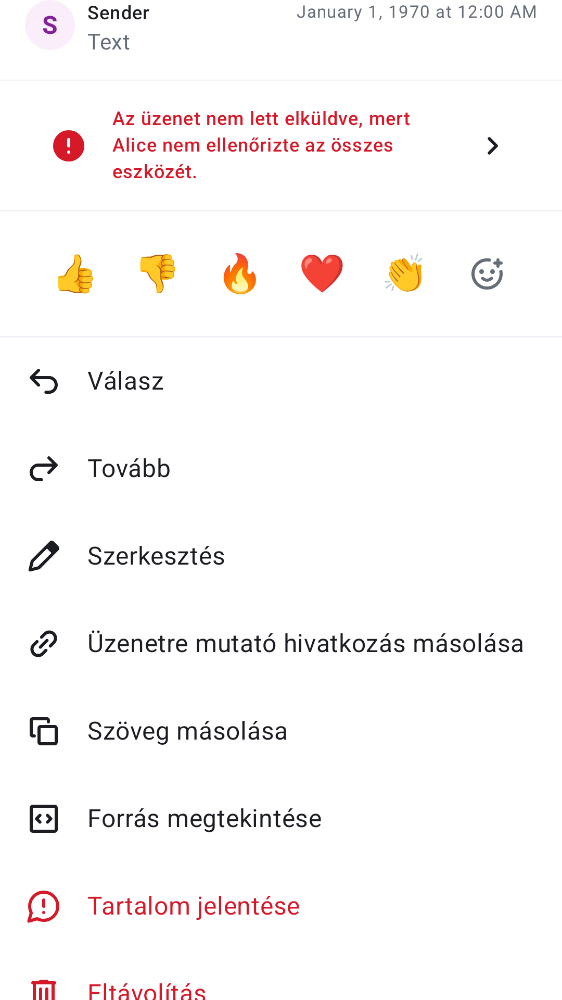 S
Sender
January 1, 1970 at 12:00 AM
Text
Az üzenet nem lett elküldve, mert
Alice nem ellenőrizte az összes
eszközét.
Válasz
Tovább
Szerkesztés
Üzenetre mutató hivatkozás másolása
Szöveg másolása
Forrás megtekintése
Tartalom jelentése
Eltávolítás